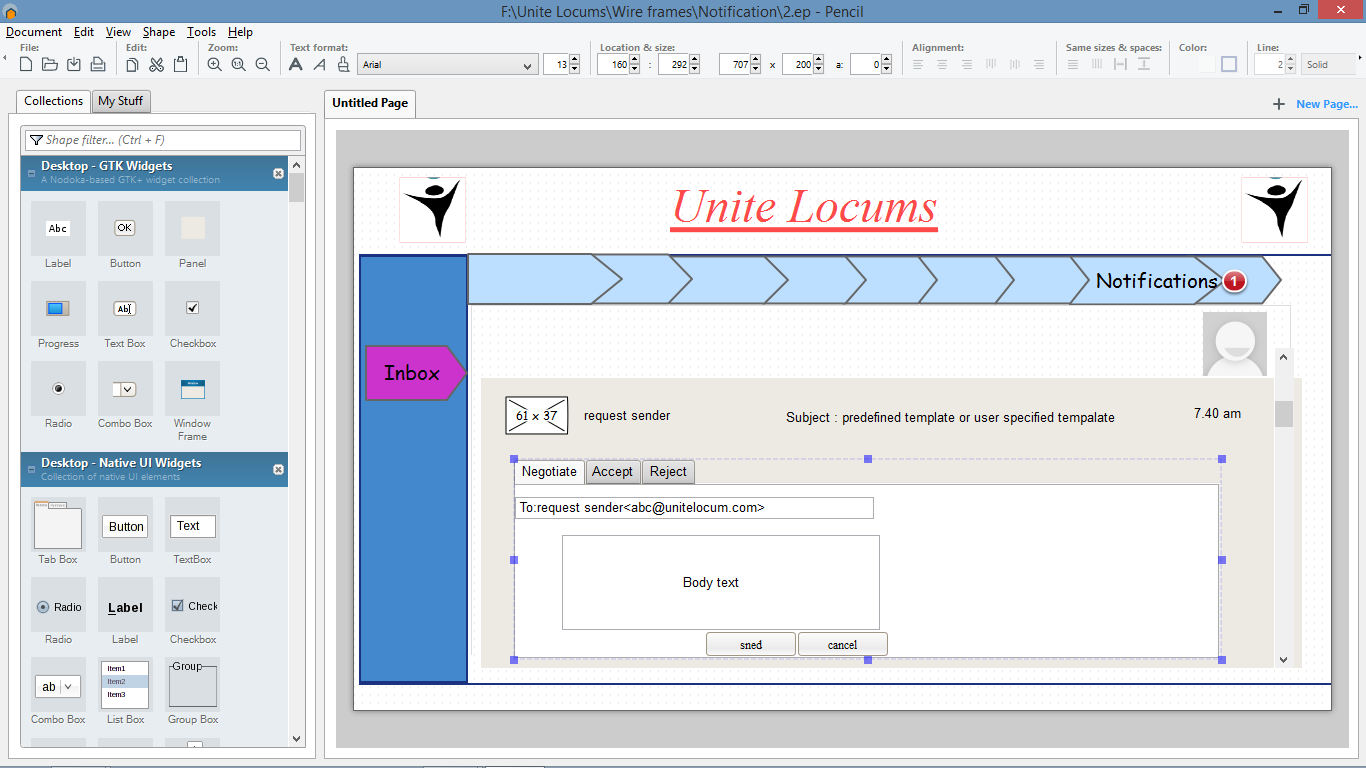 F:\Unite Locums\Wire frames\Notification\2.ep - Pencil
Document Edit View Shape Tools Help
File: Edit: Zoom: Text format: Location & size: Alignment: Same sizes & spaces: Color: Line:
Arial 13 160 : 292 707 x 200 a: 0 2 Solid
Collections My Stuff
Untitled Page
New Page...
Shape filter... (Ctrl + F)
Desktop - GTK Widgets
A Nodoka-based GTK+ widget collection
Abc OK
Label Button Panel
Ab
Progress Text Box Checkbox
Radio Combo Box Window
Frame
Desktop - Native UI Widgets
Collection of native UI elements
Button Text
Tab Box Button TextBox
Radio Label Check
Radio Label Checkbox
ab Item1 Group
Item2
Item3
Combo Box List Box Group Box
Unite Locums
Notifications 1
Inbox
61 x 37 request sender Subject : predefined template or user specified tempalate 7.40 am
Negotiate Accept Reject
To:request sender<abc@unitelocum.com>
Body text
sned cancel